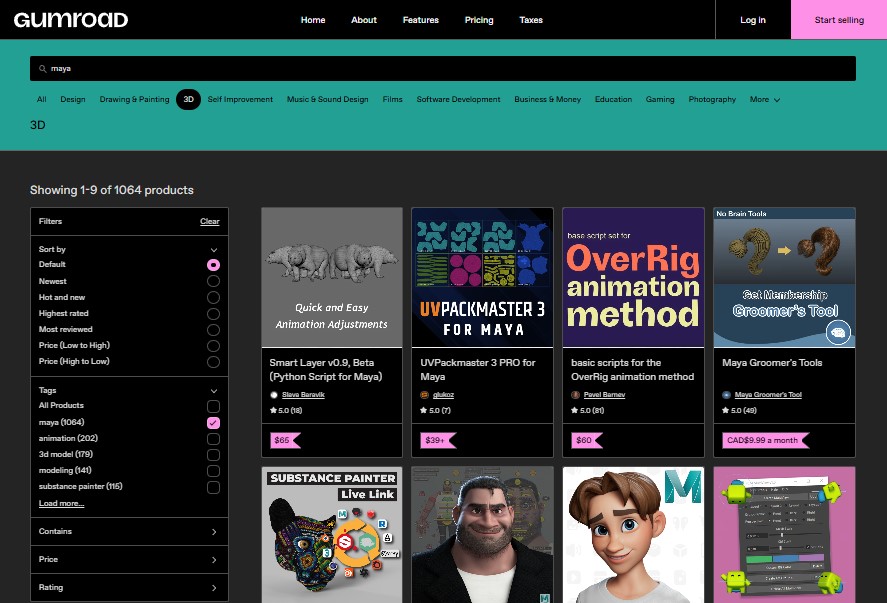 GUMROAD
Home About Features Pricing Taxes
Log in
Start selling
maya
All Design Drawing & Painting 3D Self Improvement Music & Sound Design Films Software Development Business & Money Education Gaming Photography More
3D
Showing 1-9 of 1064 products
Filters Clear
Sort by
Default
Newest
Hot and new
Highest rated
Most reviewed
Price (Low to High)
Price (High to Low)
Tags
All Products
maya (1064)
animation (202)
3d model (179)
modeling (141)
substance painter (115)
Load more...
Contains
Price
Rating
Quick and Easy
Animation Adjustments
Smart Layer v0.9, Beta
(Python Script for Maya)
Slava Baravik
5.0 (18)
$65
UVPACKMASTER 3
FOR MAYA
UVPackmaster 3 PRO for
Maya
glukoz
5.0 (7)
$39+
base script set for
OverRig
animation
method
basic scripts for the
OverRig animation method
Pavel Barnev
5.0 (81)
$60
No Brain Tools
Get Membership
Groomer's Tool
Maya Groomer's Tools
Maya Groomer's Tool
5.0 (49)
CAD$9.99 a month
SUBSTANCE PAINTER
Live Link
M